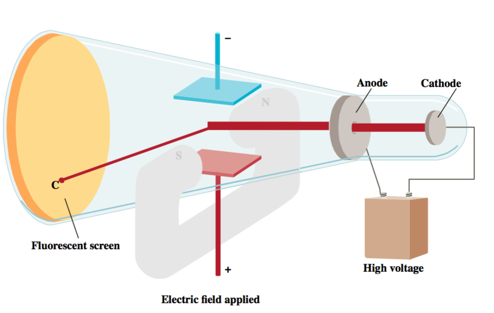 −
Anode
Cathode
N
S
C
Fluorescent screen
+
High voltage
Electric field applied